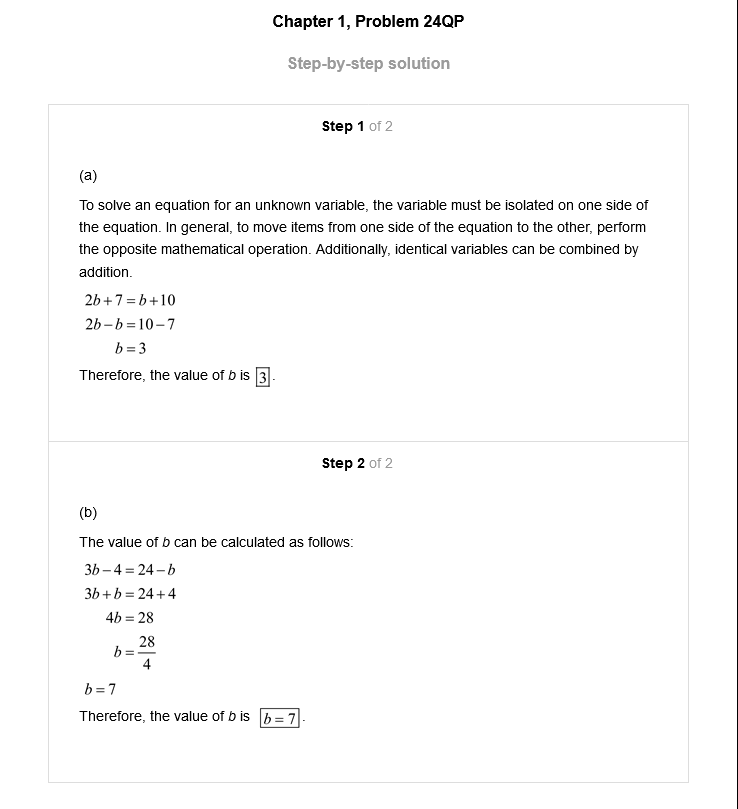 Chapter 1, Problem 24QP
Step-by-step solution
Step 1 of 2
(a)
To solve an equation for an unknown variable, the variable must be isolated on one side of
the equation. In general, to move items from one side of the equation to the other, perform
the opposite mathematical operation. Additionally, identical variables can be combined by
addition.
2b + 7 = b + 10
2b − b = 10 − 7
b = 3
Therefore, the value of b is 3.
Step 2 of 2
(b)
The value of b can be calculated as follows:
3b − 4 = 24 − b
3b + b = 24 + 4
4b = 28
b = 28/4
b = 7
Therefore, the value of b is b = 7.